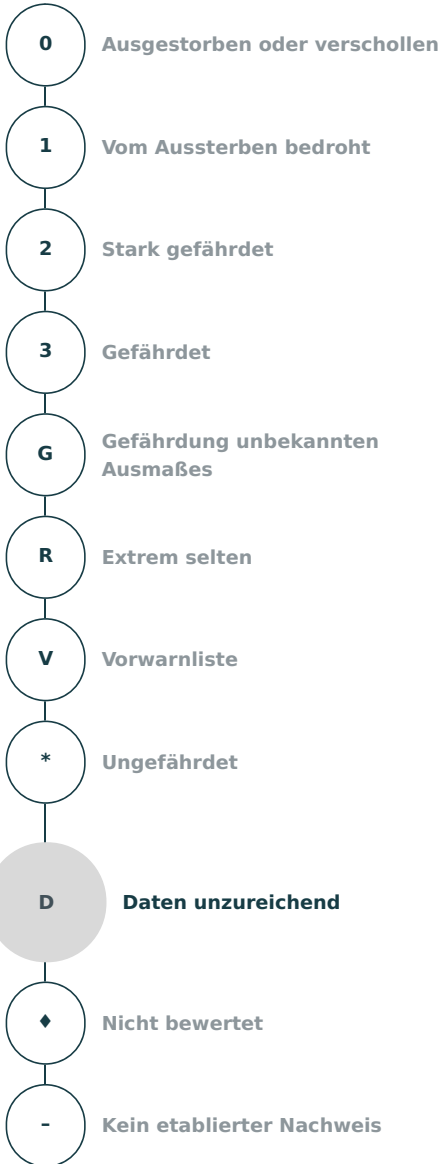 0 Ausgestorben oder verschollen
1 Vom Aussterben bedroht
2 Stark gefährdet
3 Gefährdet
G Gefährdung unbekannten
Ausmaßes
R Extrem selten
V Vorwarnliste
* Ungefährdet
D Daten unzureichend
♦ Nicht bewertet
– Kein etablierter Nachweis